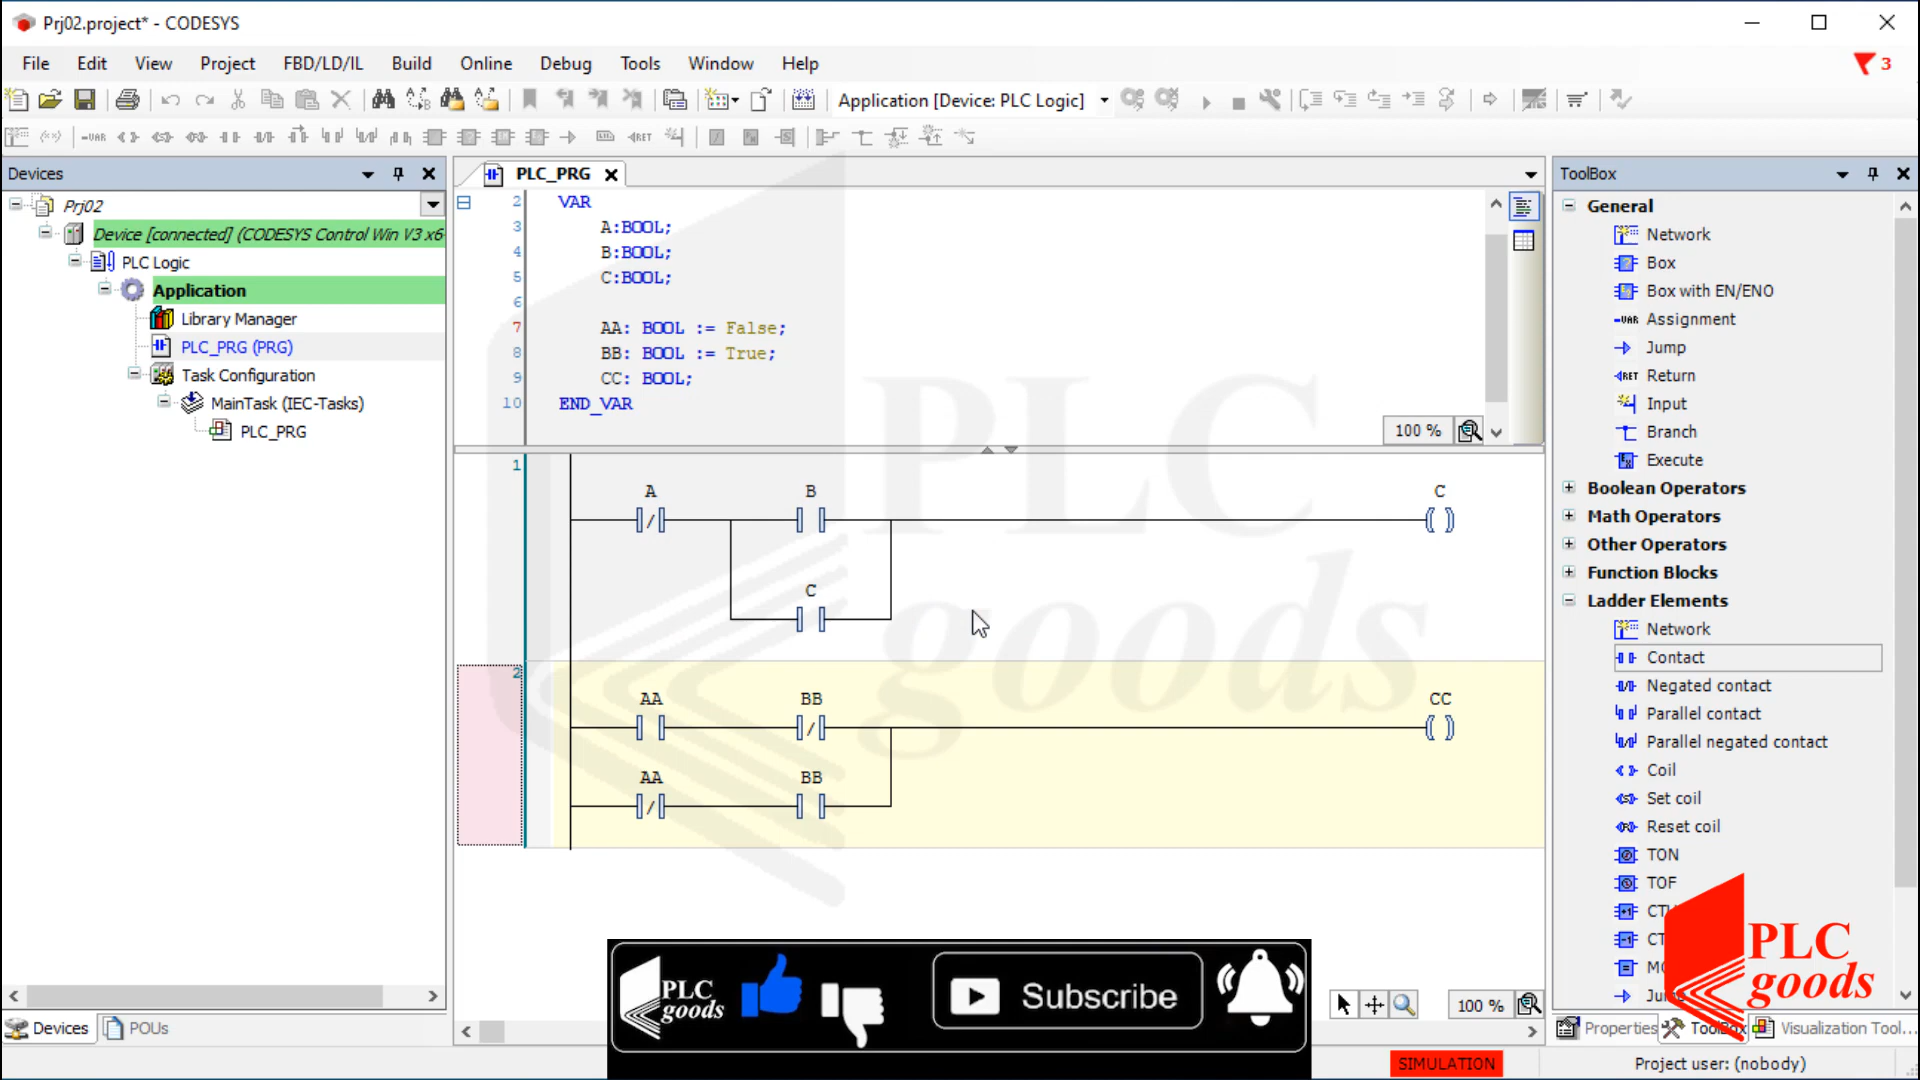 Prj02.project* - CODESYS
File Edit View Project FBD/LD/IL Build Online Debug Tools Window Help
3
Application [Device: PLC Logic]
Devices
Prj02
Device [connected] (CODESYS Control Win V3 x6
PLC Logic
Application
Library Manager
PLC_PRG (PRG)
Task Configuration
MainTask (IEC-Tasks)
PLC_PRG
Devices POUs
PLC_PRG
2 VAR
3 A:BOOL;
4 B:BOOL;
5 C:BOOL;
6
7 AA: BOOL := False;
8 BB: BOOL := True;
9 CC: BOOL;
10 END_VAR
100 %
1
A B C
C
2
AA BB CC
AA BB
PLC
goods
100 %
ToolBox
General
Network
Box
Box with EN/ENO
Assignment
Jump
Return
Input
Branch
Execute
Boolean Operators
Math Operators
Other Operators
Function Blocks
Ladder Elements
Network
Contact
Negated contact
Parallel contact
Parallel negated contact
Coil
Set coil
Reset coil
TON
TOF
Properties ToolBox Visualization Tool...
PLC
goods
PLC
goods
Subscribe
SIMULATION
Project user: (nobody)